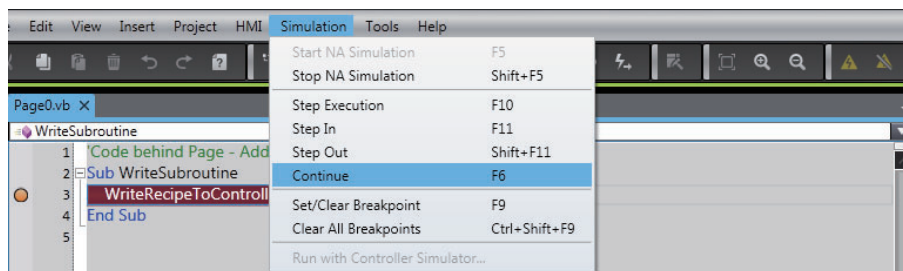 Edit View Insert Project HMI Simulation Tools Help
Start NA Simulation F5
Stop NA Simulation Shift+F5
Page0.vb
Step Execution F10
WriteSubroutine
Step In F11
1 'Code behind Page - Add
Step Out Shift+F11
2 Sub WriteSubroutine
Continue F6
3 WriteRecipeToControll
Set/Clear Breakpoint F9
4 End Sub
Clear All Breakpoints Ctrl+Shift+F9
5
Run with Controller Simulator...